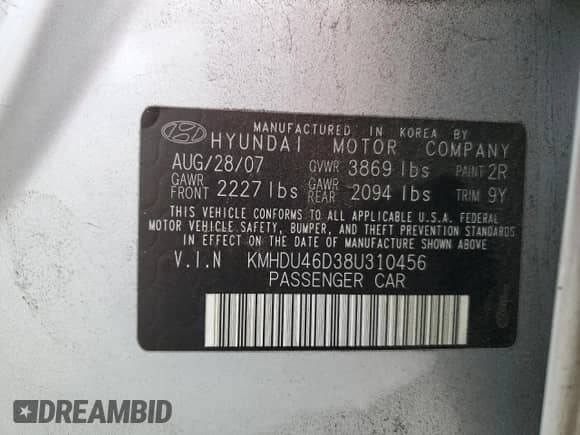 MANUFACTURED IN KOREA BY
HYUNDAI MOTOR COMPANY
AUG/28/07 GVWR 3869 lbs PAINT 2R
GAWR FRONT 2227 lbs GAWR REAR 2094 lbs TRIM 9Y
THIS VEHICLE CONFORMS TO ALL APPLICABLE U.S.A. FEDERAL
MOTOR VEHICLE SAFETY, BUMPER, AND THEFT PREVENTION STANDARDS
IN EFFECT ON THE DATE OF MANUFACTURE SHOWN ABOVE.
V.I.N KMHDU46D38U310456
PASSENGER CAR
DREAMBID